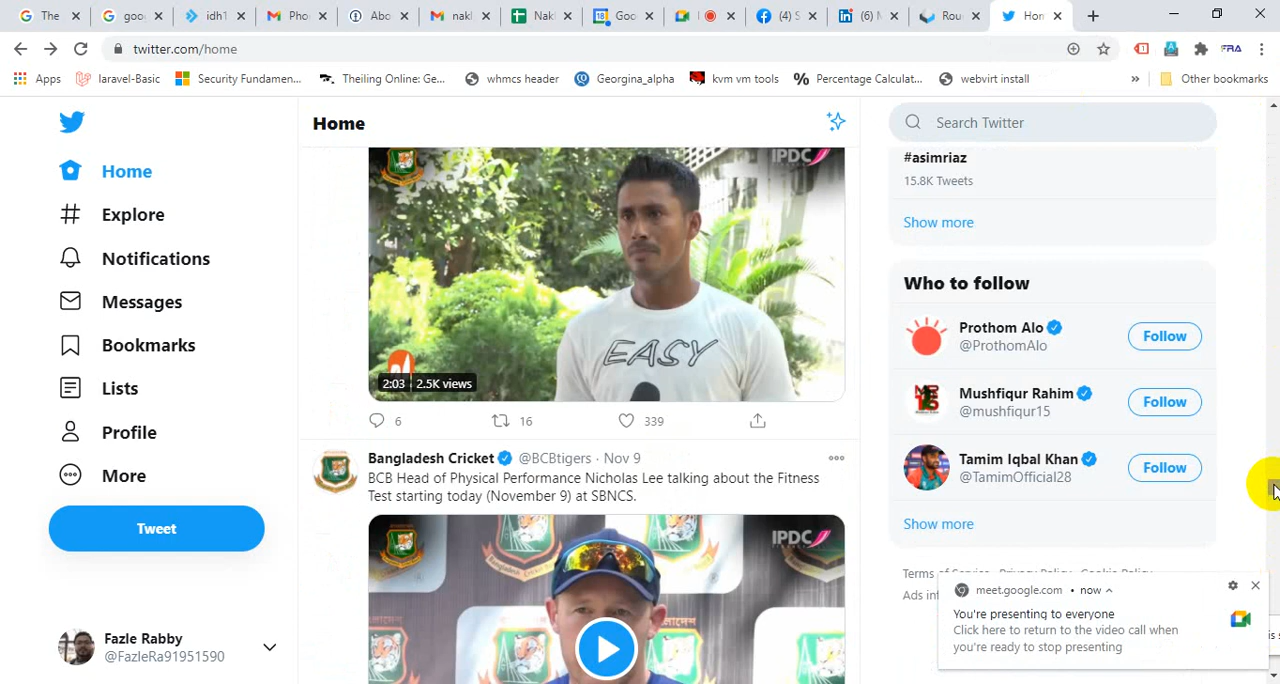 The
goog
idh1
M Pho
Abo
nakl
Naki
Goo
(4) S
(6) N
Rou
Hom
twitter.com/home
Apps
laravel-Basic
Security Fundamen...
Theiling Online: Ge...
whmcs header
Georgina_alpha
kvm vm tools
Percentage Calculat...
webvirt install
»
Other bookmarks
Home
Explore
Notifications
Messages
Bookmarks
Lists
Profile
More
Tweet
Fazle Rabby
@FazleRa91951590
Home
IPDC
EASY
2:03
2.5K views
6
16
339
Bangladesh Cricket @BCBtigers · Nov 9
BCB Head of Physical Performance Nicholas Lee talking about the Fitness
Test starting today (November 9) at SBNCS.
IPDC
Search Twitter
#asimriaz
15.8K Tweets
Show more
Who to follow
Prothom Alo
@ProthomAlo
Follow
Mushfiqur Rahim
@mushfiqur15
Follow
Tamim Iqbal Khan
@TamimOfficial28
Follow
Show more
Terms of Service Privacy Policy Cookie Policy
Ads
meet.google.com • now
You're presenting to everyone
Click here to return to the video call when
you're ready to stop presenting